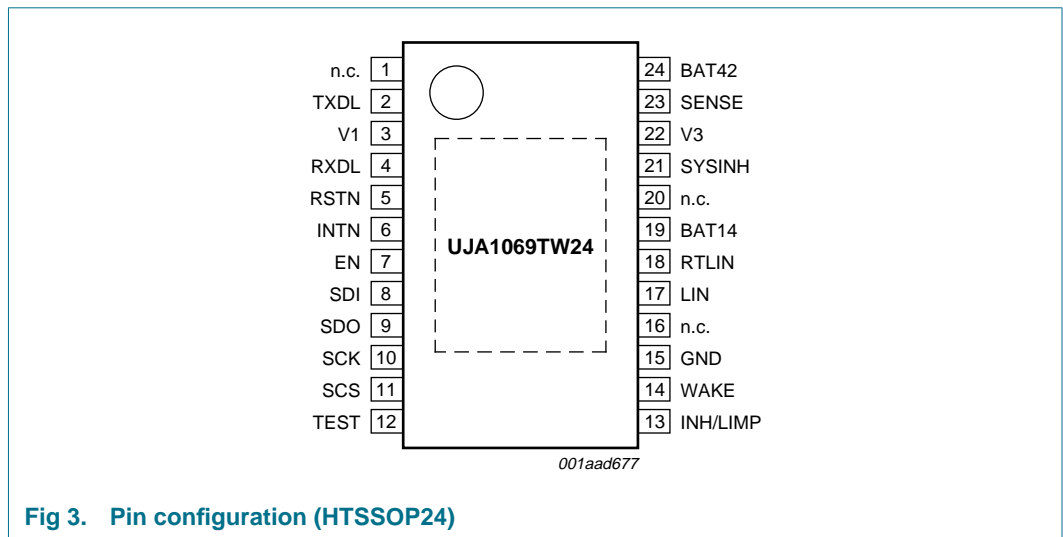 n.c. 1 24 BAT42
TXDL 2 23 SENSE
V1 3 22 V3
RXDL 4 21 SYSINH
RSTN 5 20 n.c.
INTN 6 19 BAT14
UJA1069TW24
EN 7 18 RTLIN
SDI 8 17 LIN
SDO 9 16 n.c.
SCK 10 15 GND
SCS 11 14 WAKE
TEST 12 13 INH/LIMP
001aad677
Fig 3. Pin configuration (HTSSOP24)